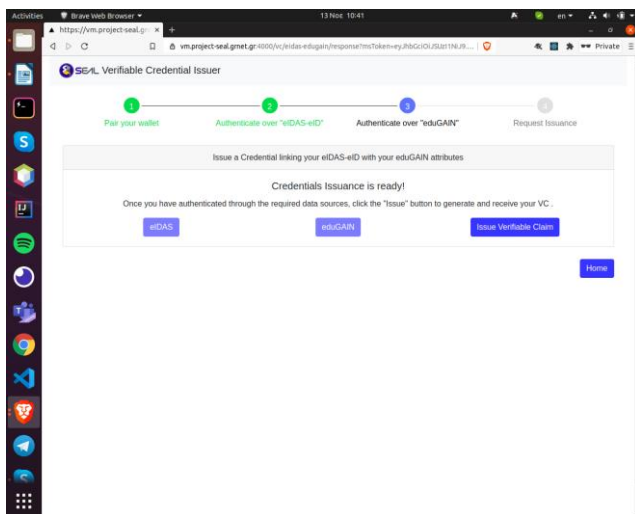 Activities
Brave Web Browser
13 Νοε 10:41
en
https://vm.project-seal.gr
vm.project-seal.grnet.gr:4000/vc/eidas-edugain/response?msToken=
Private
SEAL Verifiable Credential Issuer
1
2
3
4
Pair your wallet
Authenticate over "eIDAS-eID"
Authenticate over "eduGAIN"
Request Issuance
Issue a Credential linking your eIDAS-eID with your eduGAIN attributes
Credentials Issuance is ready!
Once you have authenticated through the required data sources, click the "Issue" button to generate and receive your VC .
eIDAS
eduGAIN
Issue Verifiable Claim
Home